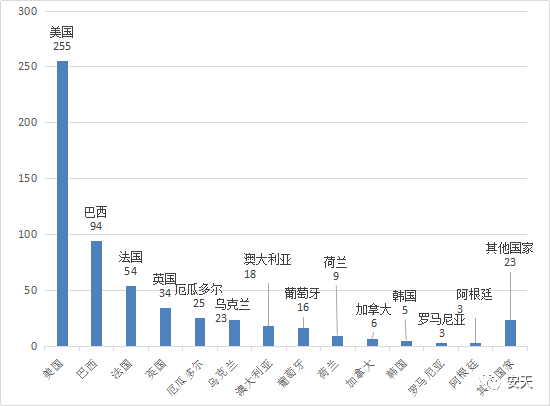 300
250
200
150
100
50
0
美国
255
巴西
94
法国
54
英国
34
厄瓜多尔
25
乌克兰
23
澳大利亚
18
葡萄牙
16
荷兰
9
加拿大
6
韩国
5
罗马尼亚
3
阿根廷
3
其他国家
23
美国
巴西
法国
英国
厄瓜多尔
乌克兰
澳大利亚
葡萄牙
荷兰
加拿大
韩国
罗马尼亚
阿根廷
其 国家
安天